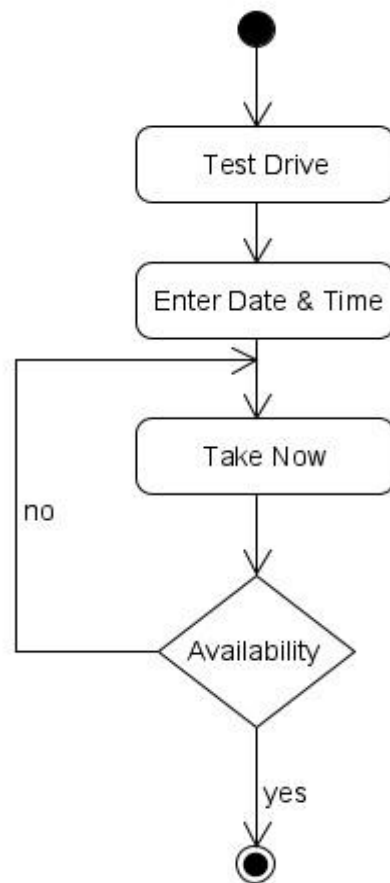 Test Drive
Enter Date & Time
Take Now
no
Availability
yes